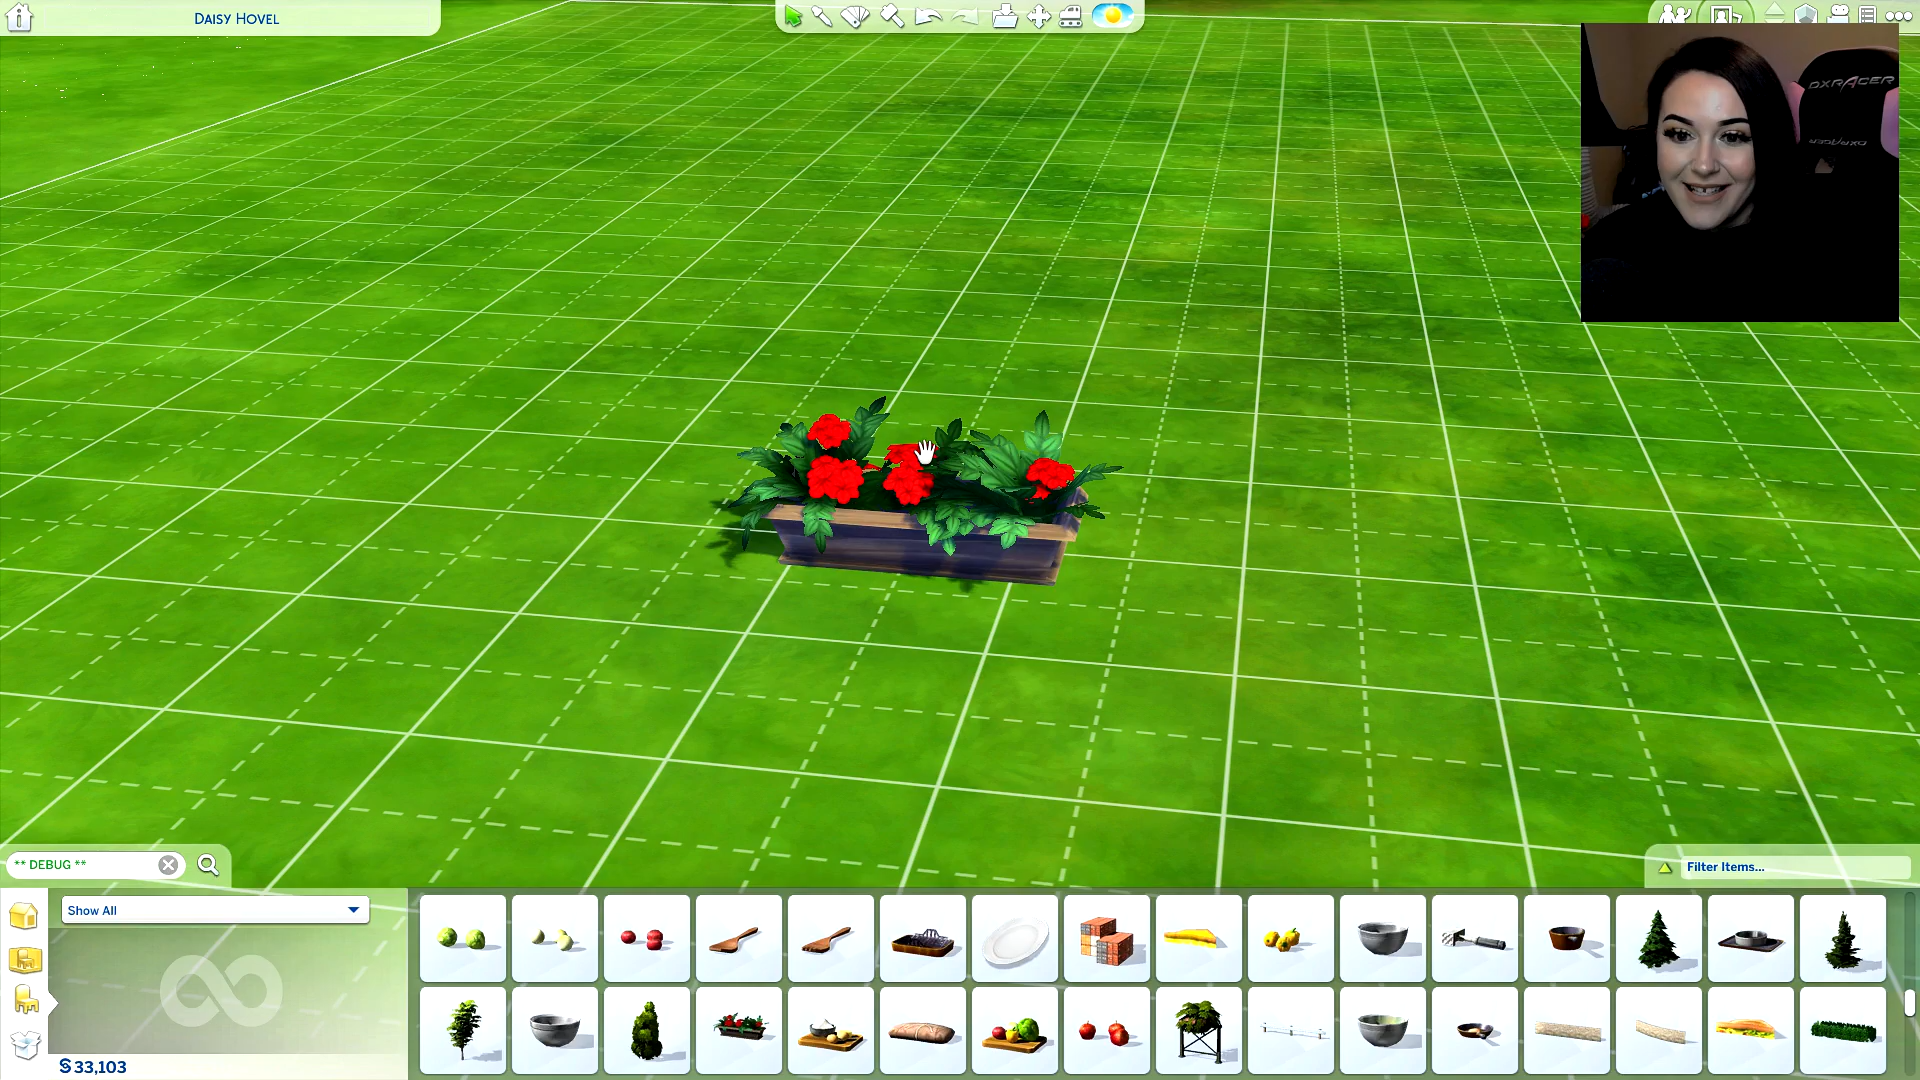 DAISY HOVEL
DXRACER
** DEBUG **
Filter Items...
Show All
§33,103